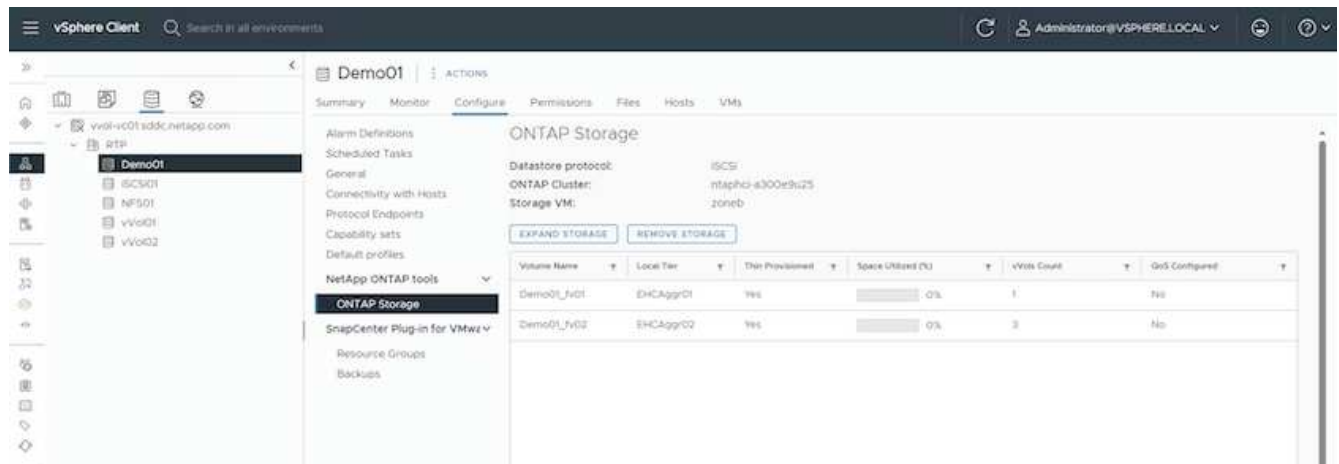 vSphere Client Search in all environments Administrator@VSPHERE.LOCAL
Demo01 ACTIONS
Summary Monitor Configure Permissions Files Hosts VMs
vvol-vc01.sddc.netapp.com
RTP
Demo01
iSCSI01
NFS01
vVol01
vVol02
Alarm Definitions
Scheduled Tasks
General
Connectivity with Hosts
Protocol Endpoints
Capability sets
Default profiles
NetApp ONTAP tools
ONTAP Storage
SnapCenter Plug-in for VMwa
Resource Groups
Backups
ONTAP Storage
Datastore protocol: iSCSI
ONTAP Cluster: ntaphci-a300e9u25
Storage VM: zoneb
EXPAND STORAGE REMOVE STORAGE
Volume Name Local Tier Thin Provisioned Space Utilized (%) vVols Count QoS Configured
Demo01_fv01 EHCAggr01 Yes 0% 1 No
Demo01_fv02 EHCAggr02 Yes 0% 3 No